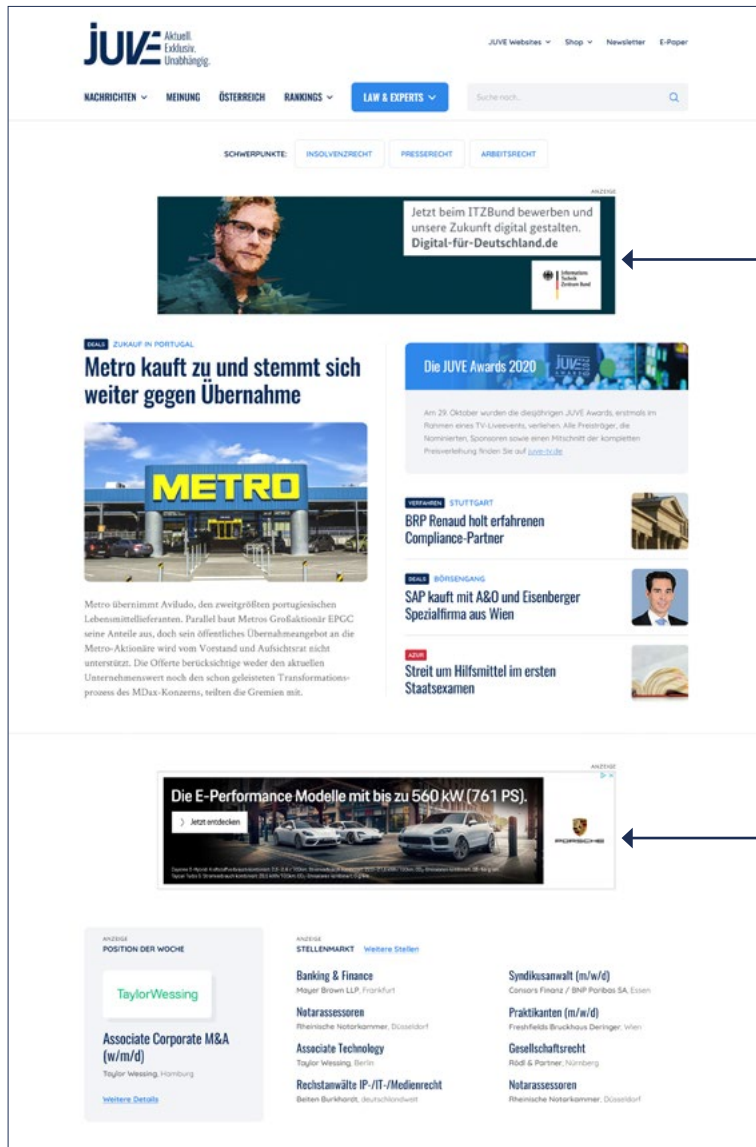 JUVE Aktuell.
Exklusiv.
Unabhängig.
JUVE Websites Shop Newsletter E-Paper
NACHRICHTEN MEINUNG ÖSTERREICH RANKINGS LAW & EXPERTS Suche nach...
SCHWERPUNKTE: INSOLVENZRECHT PRESSERECHT ARBEITSRECHT
ANZEIGE
Jetzt beim ITZBund bewerben und
unsere Zukunft digital gestalten.
Digital-für-Deutschland.de
Informations
Technik
Zentrum Bund
DEALS ZUKAUF IN PORTUGAL
Metro kauft zu und stemmt sich
weiter gegen Übernahme
METRO
Metro übernimmt Aviludo, den zweitgrößten portugiesischen
Lebensmittellieferanten. Parallel baut Metros Großaktionär EPGC
seine Anteile aus, doch sein öffentliches Übernahmeangebot an die
Metro-Aktionäre wird vom Vorstand und Aufsichtsrat nicht
unterstützt. Die Offerte berücksichtige weder den aktuellen
Unternehmenswert noch den schon geleisteten Transformations-
prozess des MDax-Konzerns, teilten die Gremien mit.
Die JUVE Awards 2020
JUVE
AWARDS
Am 29. Oktober wurden die diesjährigen JUVE Awards, erstmals im
Rahmen eines TV-Liveevents, verliehen. Alle Preisträger, die
Nominierten, Sponsoren sowie einen Mitschnitt der kompletten
Preisverleihung finden Sie auf juve-tv.de
VERFAHREN STUTTGART
BRP Renaud holt erfahrenen
Compliance-Partner
DEALS BÖRSENGANG
SAP kauft mit A&O und Eisenberger
Spezialfirma aus Wien
AZUR
Streit um Hilfsmittel im ersten
Staatsexamen
ANZEIGE
Die E-Performance Modelle mit bis zu 560 kW (761 PS).
Jetzt entdecken
PORSCHE
ANZEIGE
POSITION DER WOCHE
TaylorWessing
Associate Corporate M&A
(w/m/d)
Taylor Wessing, Hamburg
Weitere Details
ANZEIGE
STELLENMARKT Weitere Stellen
Banking & Finance
Mayer Brown LLP, Frankfurt
Notarassessoren
Rheinische Notarkammer, Düsseldorf
Associate Technology
Taylor Wessing, Berlin
Rechstanwälte IP-/IT-/Medienrecht
Beiten Burkhardt, deutschlandweit
Syndikusanwalt (m/w/d)
Consors Finanz / BNP Paribas SA, Essen
Praktikanten (m/w/d)
Freshfields Bruckhaus Deringer, Wien
Gesellschaftsrecht
Rödl & Partner, Nürnberg
Notarassessoren
Rheinische Notarkammer, Düsseldorf